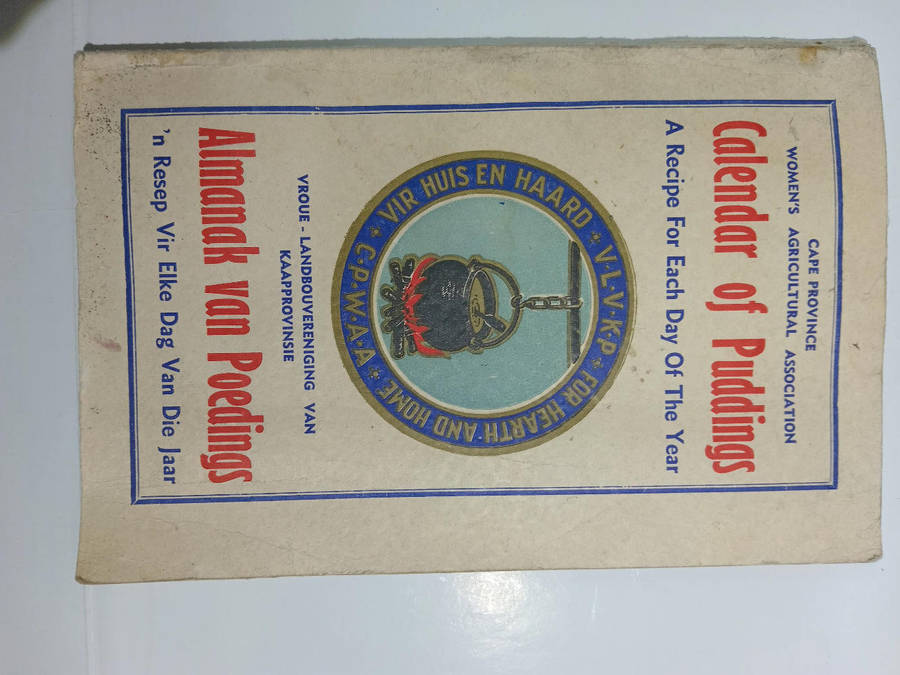 CAPE PROVINCE
WOMEN'S AGRICULTURAL ASSOCIATION
Calendar of Puddings
A Recipe For Each Day Of The Year
VIR HUIS EN HAARD * V·L·V·K·P * FOR HEARTH AND HOME * C·P·W·A·A *
VROUE - LANDBOUVERENIGING VAN
KAAPPROVINSIE
Almanak van Poedings
'n Resep Vir Elke Dag Van Die Jaar